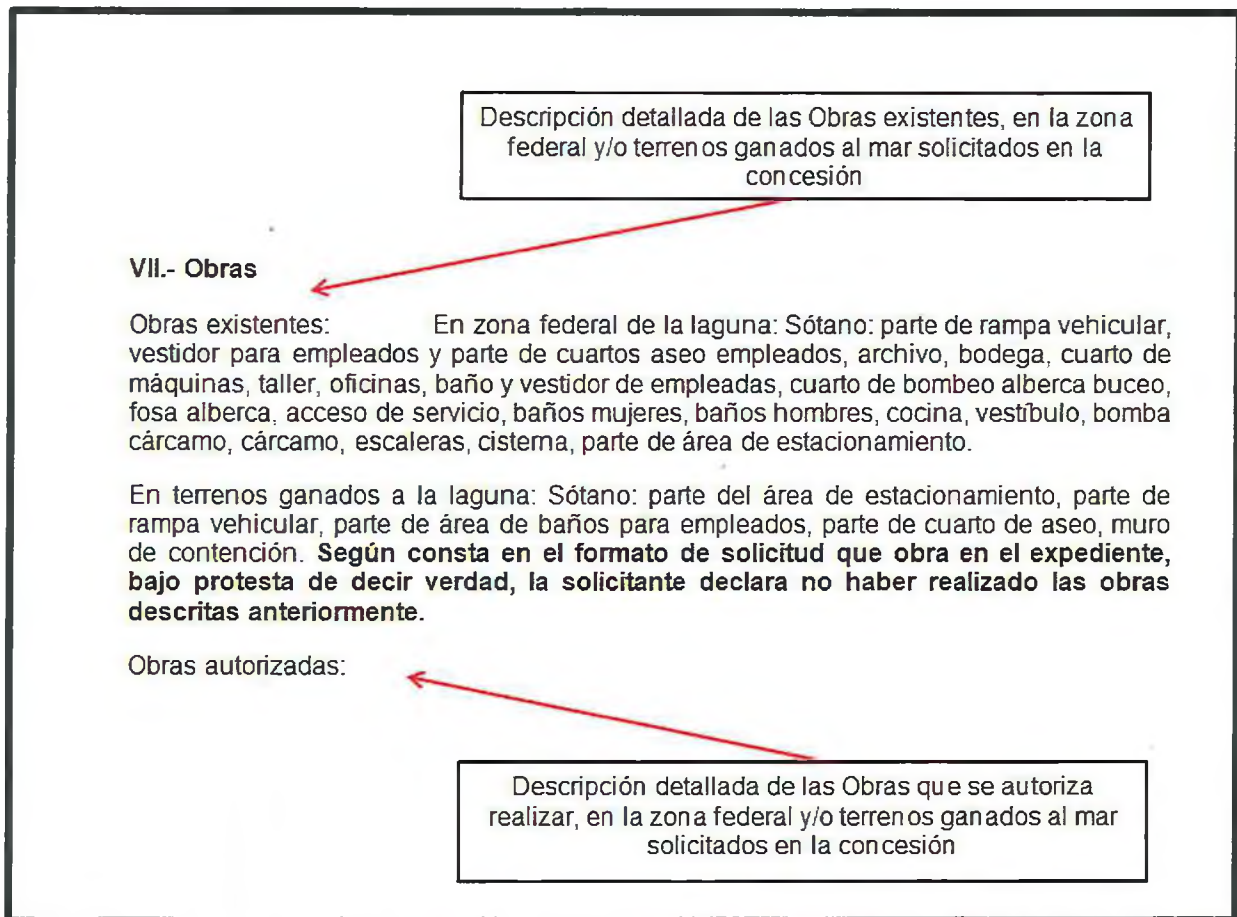 Descripción detallada de las Obras existentes, en la zona
federal y/o terrenos ganados al mar solicitados en la
concesión
VII.- Obras
Obras existentes: En zona federal de la laguna: Sótano: parte de rampa vehicular,
vestidor para empleados y parte de cuartos aseo empleados, archivo, bodega, cuarto de
máquinas, taller, oficinas, baño y vestidor de empleadas, cuarto de bombeo alberca buceo,
fosa alberca, acceso de servicio, baños mujeres, baños hombres, cocina, vestíbulo, bomba
cárcamo, cárcamo, escaleras, cisterna, parte de área de estacionamiento.
En terrenos ganados a la laguna: Sótano: parte del área de estacionamiento, parte de
rampa vehicular, parte de área de baños para empleados, parte de cuarto de aseo, muro
de contención. Según consta en el formato de solicitud que obra en el expediente,
bajo protesta de decir verdad, la solicitante declara no haber realizado las obras
descritas anteriormente.
Obras autorizadas:
Descripción detallada de las Obras que se autoriza
realizar, en la zona federal y/o terrenos ganados al mar
solicitados en la concesión